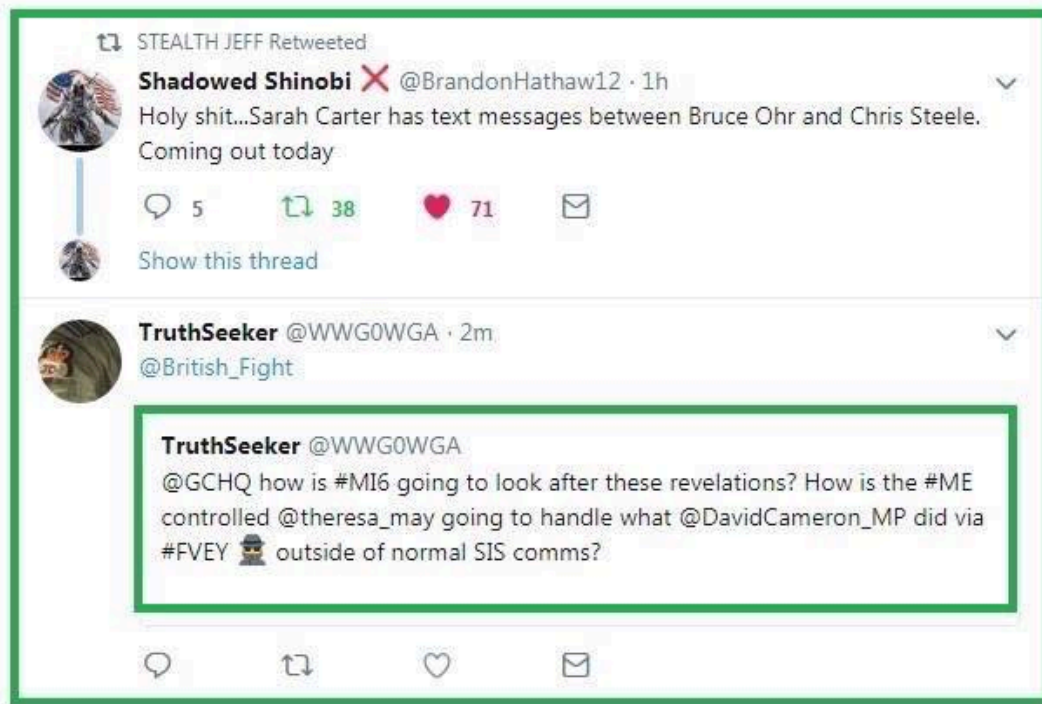 STEALTH JEFF Retweeted
Shadowed Shinobi ❌ @BrandonHathaw12 · 1h
Holy shit...Sarah Carter has text messages between Bruce Ohr and Chris Steele.
Coming out today
5 38 71
Show this thread
TruthSeeker @WWG0WGA · 2m
@British_Fight
TruthSeeker @WWG0WGA
@GCHQ how is #MI6 going to look after these revelations? How is the #ME
controlled @theresa_may going to handle what @DavidCameron_MP did via
#FVEY 🕵 outside of normal SIS comms?